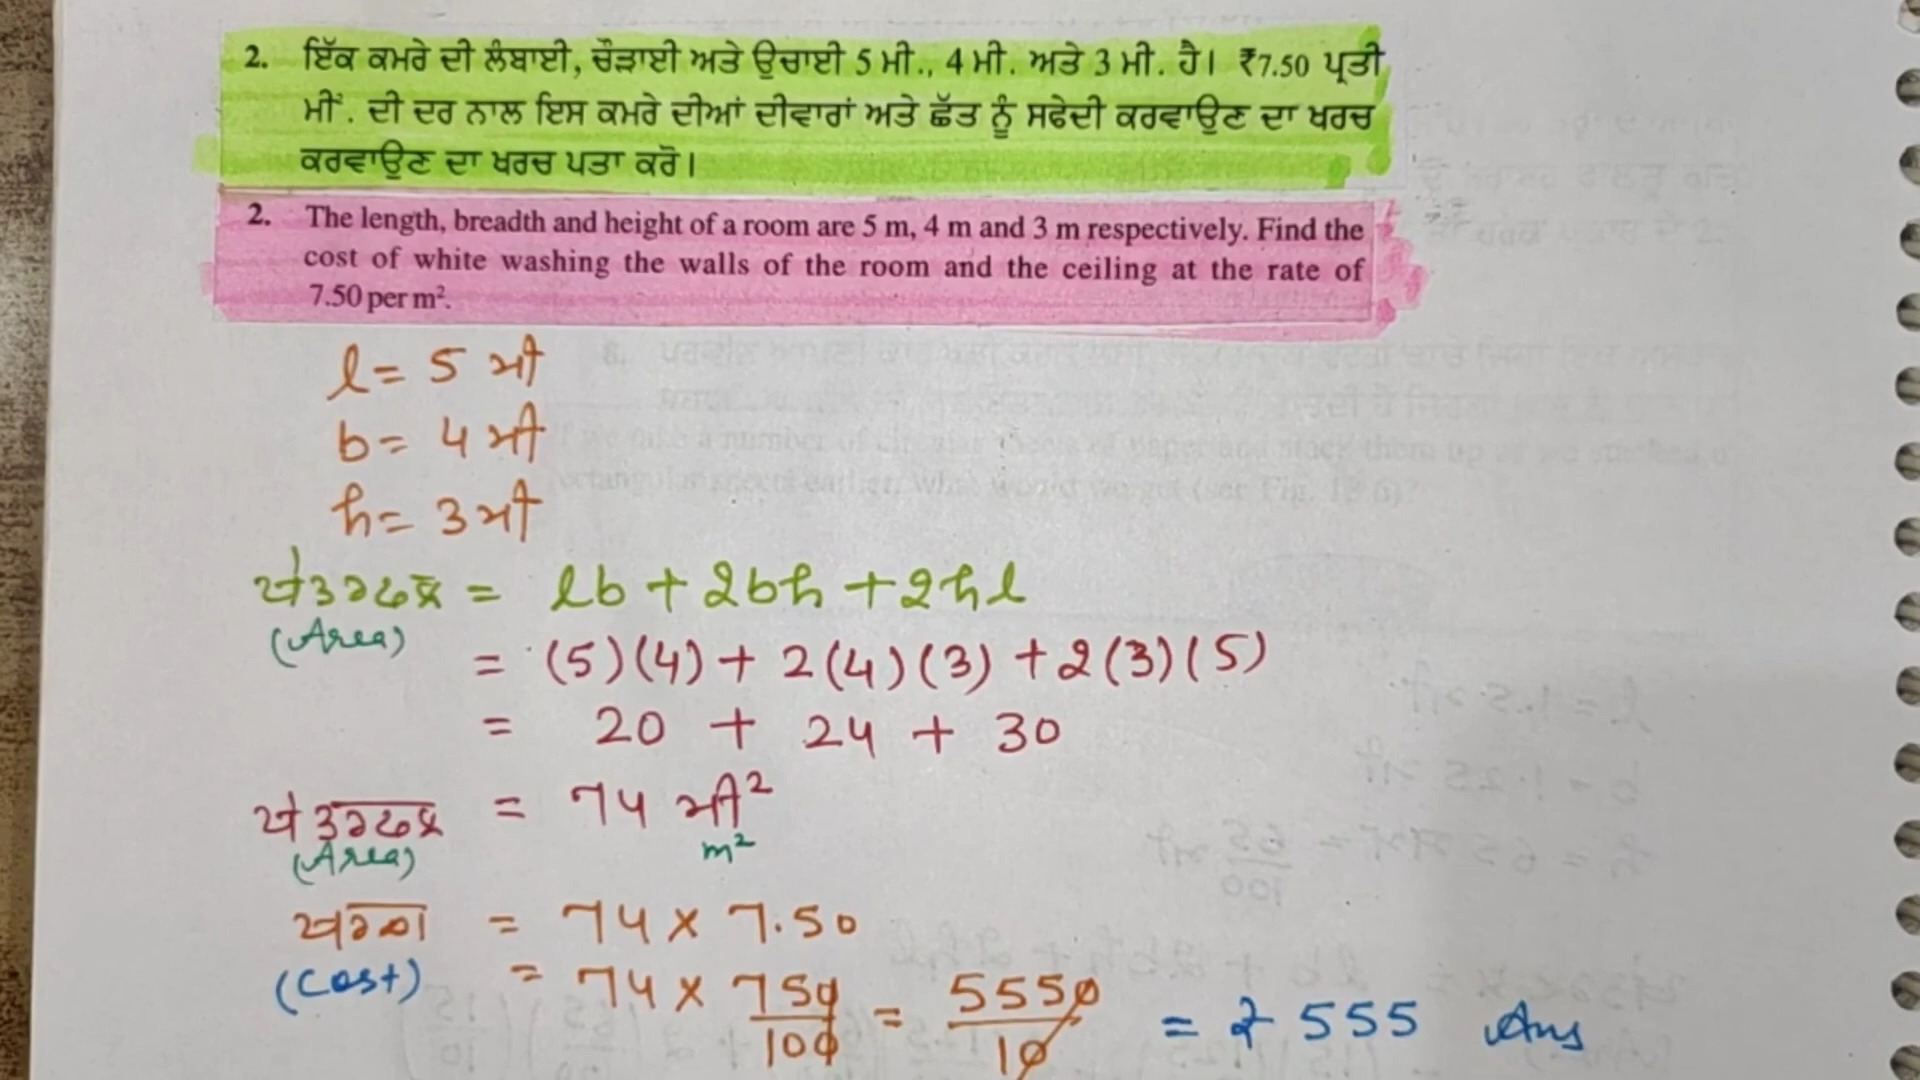 2. ਇੱਕ ਕਮਰੇ ਦੀ ਲੰਬਾਈ, ਚੌੜਾਈ ਅਤੇ ਉਚਾਈ 5 ਮੀ., 4 ਮੀ. ਅਤੇ 3 ਮੀ. ਹੈ। ₹7.50 ਪ੍ਰਤੀ
ਮੀ². ਦੀ ਦਰ ਨਾਲ ਇਸ ਕਮਰੇ ਦੀਆਂ ਦੀਵਾਰਾਂ ਅਤੇ ਛੱਤ ਨੂੰ ਸਫੇਦੀ ਕਰਵਾਉਣ ਦਾ ਖਰਚ
ਕਰਵਾਉਣ ਦਾ ਖਰਚ ਪਤਾ ਕਰੋ।
2. The length, breadth and height of a room are 5 m, 4 m and 3 m respectively. Find the
cost of white washing the walls of the room and the ceiling at the rate of
7.50 per m².
l = 5 ਮੀ
b = 4 ਮੀ
h = 3 ਮੀ
ਖੇਤਰਫਲ = lb + 2bh + 2hl
(Area)
= (5)(4) + 2(4)(3) + 2(3)(5)
= 20 + 24 + 30
ਖੇਤਰਫਲ = 74 ਮੀ²
(Area) m²
ਖਰਚਾ = 74 × 7.50
(Cost) = 74 × 750/100 = 5550/10 = ₹ 555 Ans